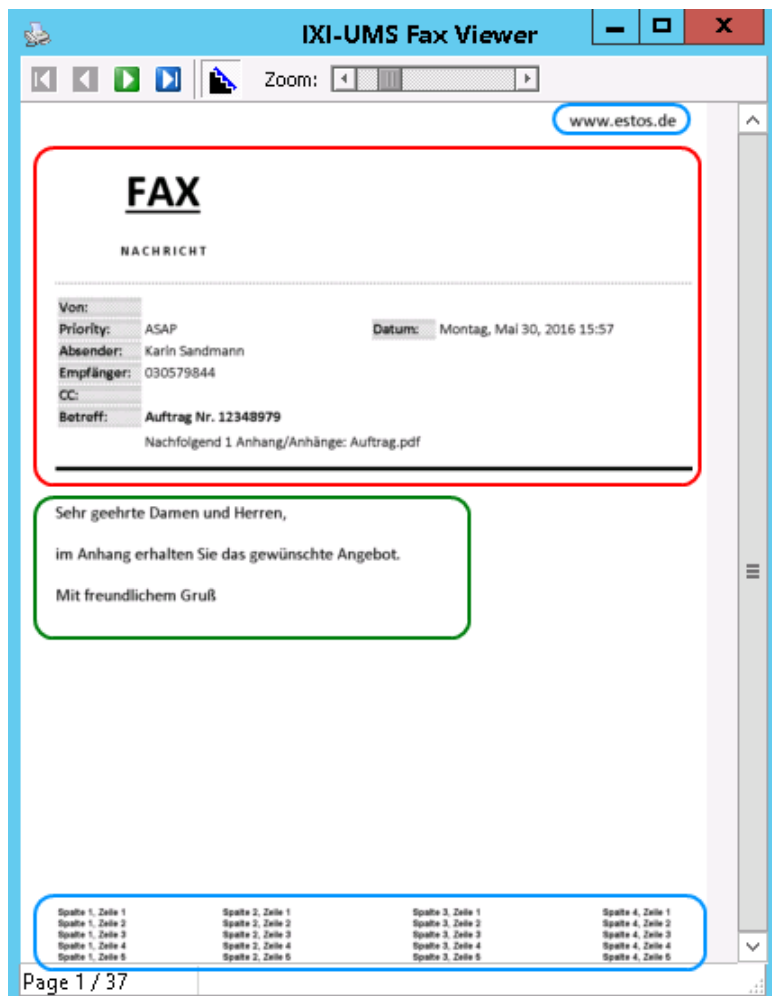 IXI-UMS Fax Viewer
Zoom:
www.estos.de
FAX
NACHRICHT
Von:
Priority: ASAP Datum: Montag, Mai 30, 2016 15:57
Absender: Karin Sandmann
Empfänger: 030579844
CC:
Betreff: Auftrag Nr. 12348979
Nachfolgend 1 Anhang/Anhänge: Auftrag.pdf
Sehr geehrte Damen und Herren,
im Anhang erhalten Sie das gewünschte Angebot.
Mit freundlichem Gruß
Spalte 1, Zeile 1 Spalte 2, Zeile 1 Spalte 3, Zeile 1 Spalte 4, Zeile 1
Spalte 1, Zeile 2 Spalte 2, Zeile 2 Spalte 3, Zeile 2 Spalte 4, Zeile 2
Spalte 1, Zeile 3 Spalte 2, Zeile 3 Spalte 3, Zeile 3 Spalte 4, Zeile 3
Spalte 1, Zeile 4 Spalte 2, Zeile 4 Spalte 3, Zeile 4 Spalte 4, Zeile 4
Spalte 1, Zeile 5 Spalte 2, Zeile 5 Spalte 3, Zeile 5 Spalte 4, Zeile 5
Page 1 / 37